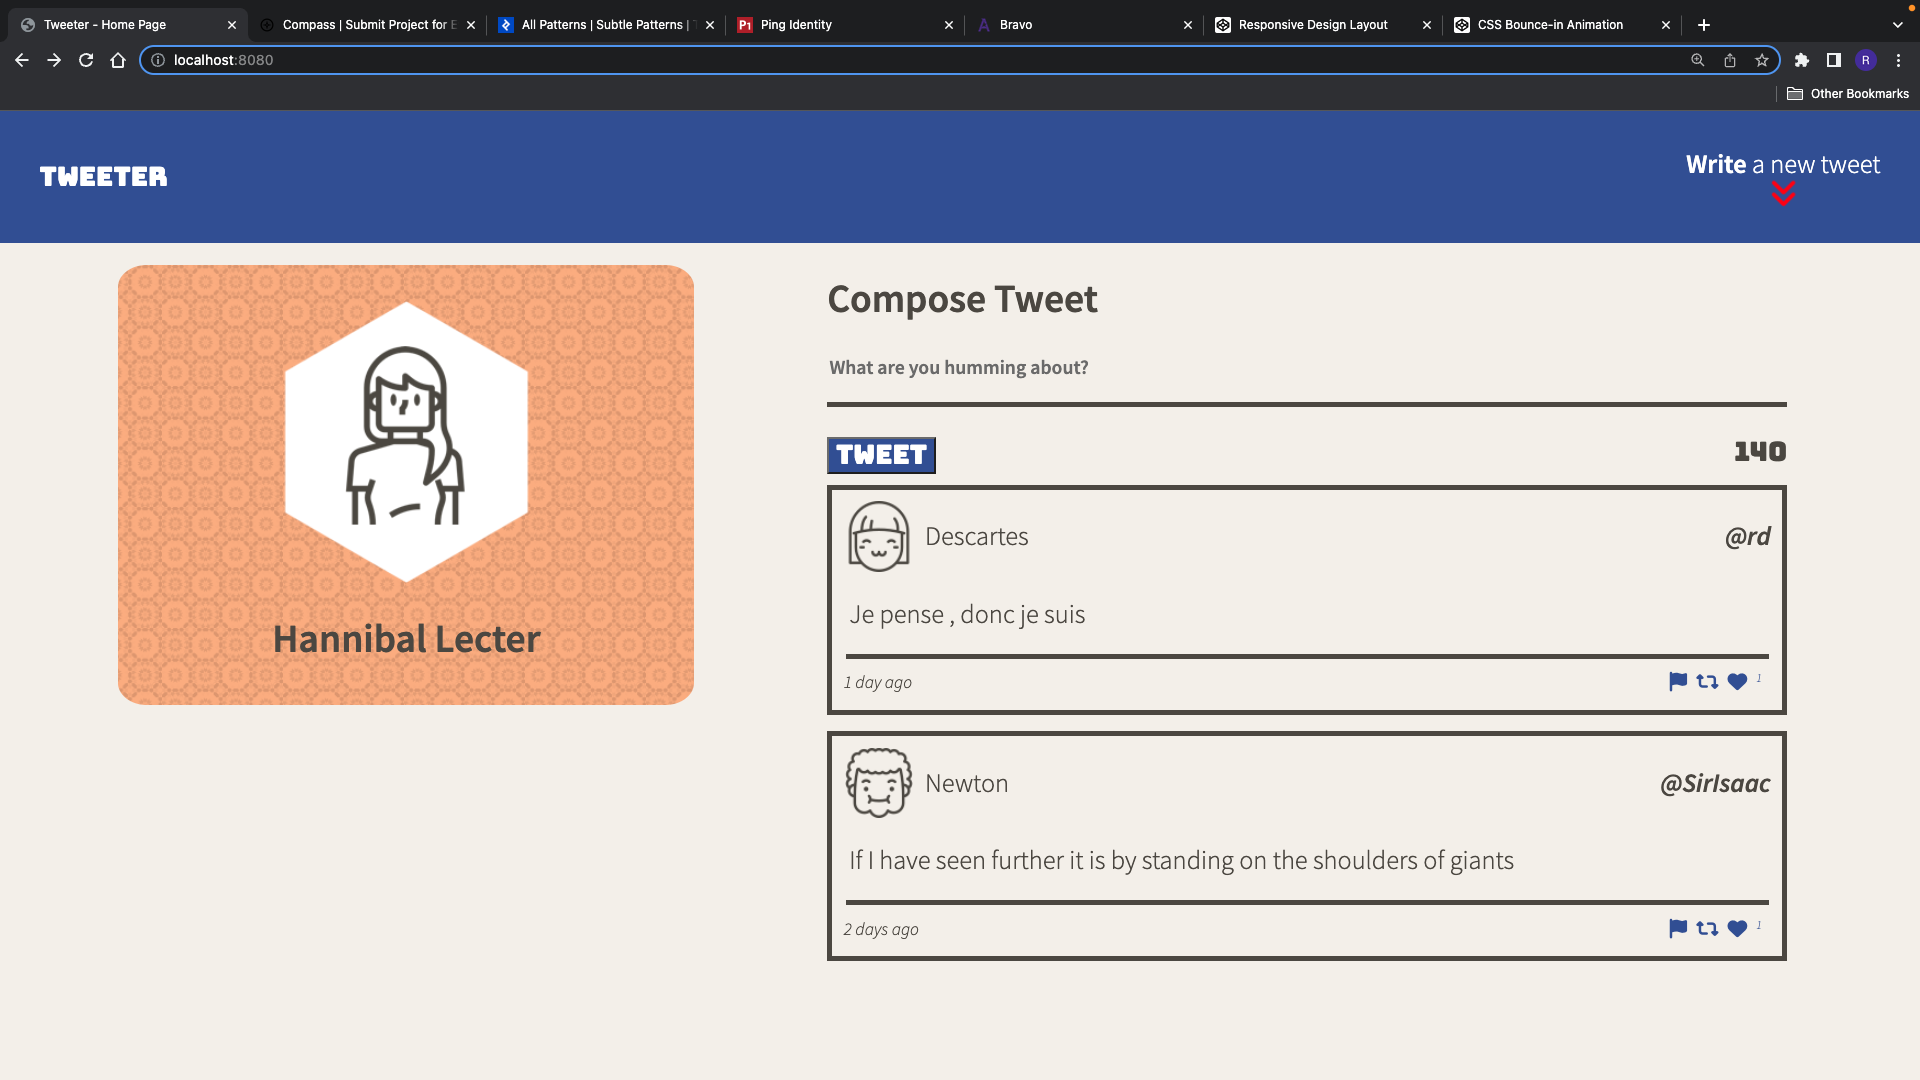 Tweeter - Home Page
Compass | Submit Project for E
All Patterns | Subtle Patterns |
P1 Ping Identity
A Bravo
Responsive Design Layout
CSS Bounce-in Animation
localhost:8080
R
Other Bookmarks
TWEETER
Write a new tweet
Hannibal Lecter
Compose Tweet
What are you humming about?
TWEET
140
Descartes
@rd
Je pense , donc je suis
1 day ago
1
Newton
@SirIsaac
If I have seen further it is by standing on the shoulders of giants
2 days ago
1